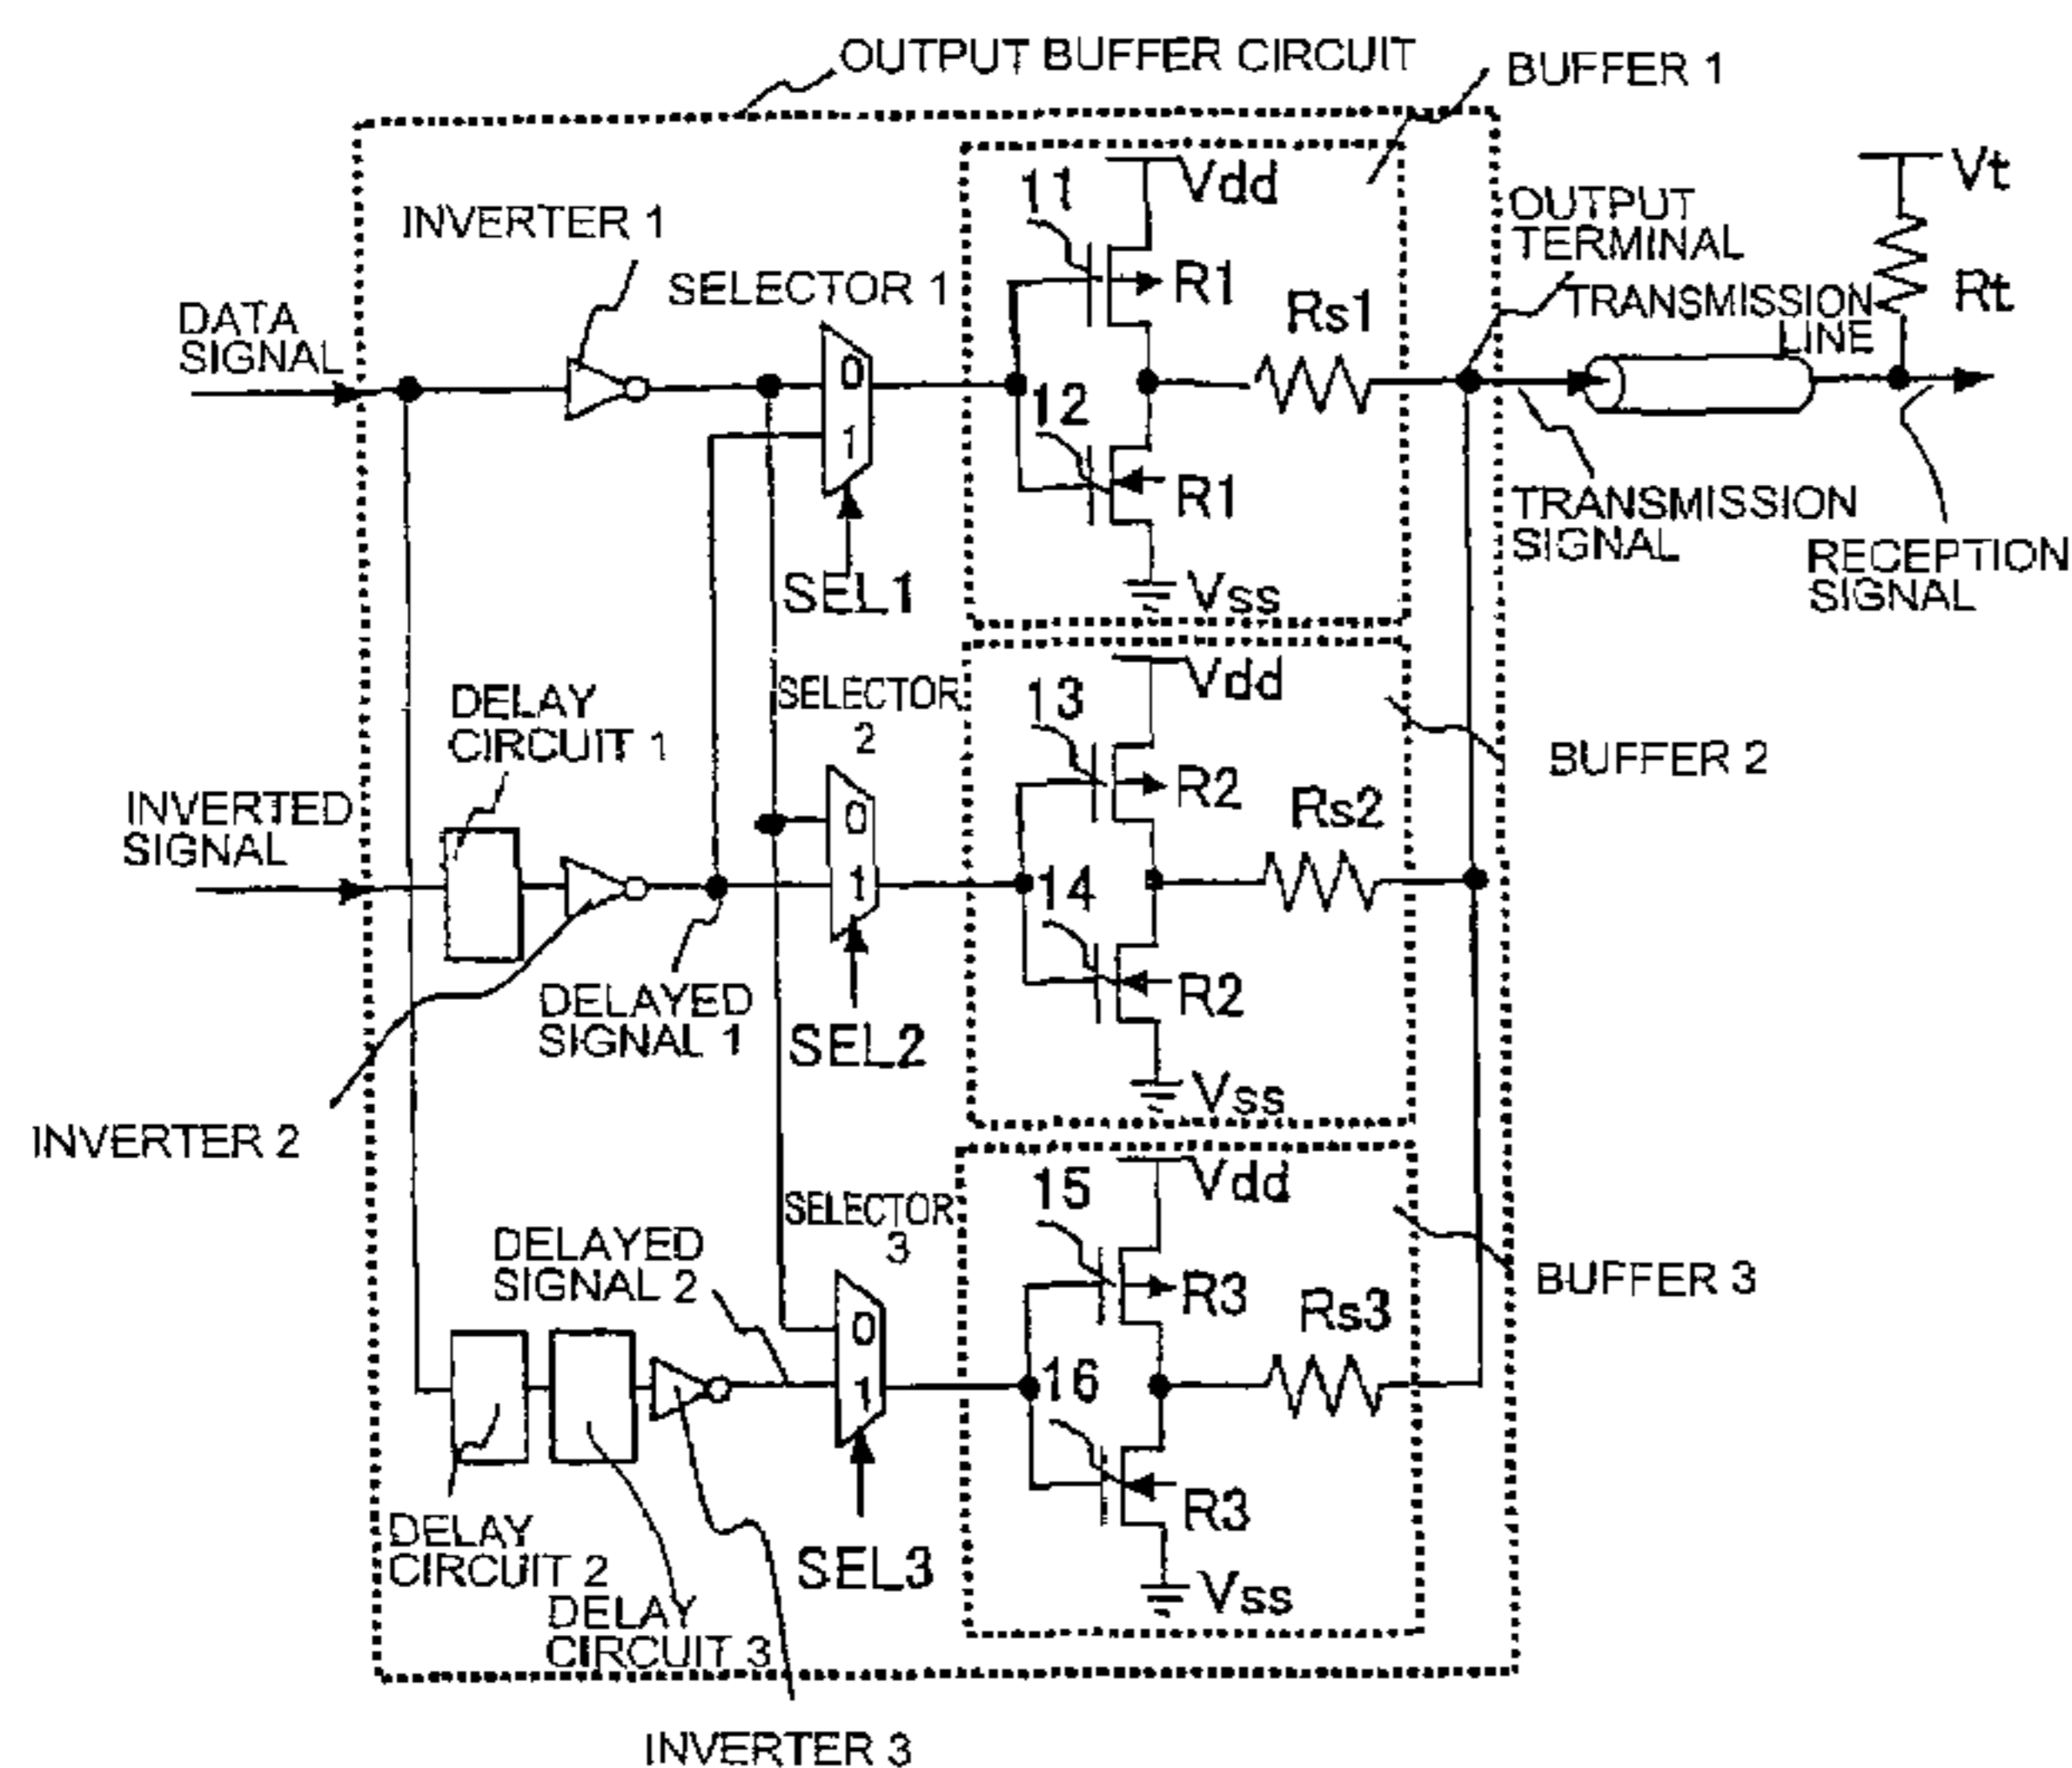 OUTPUT BUFFER CIRCUIT
BUFFER 1
Vdd
11
R1
INVERTER 1
SELECTOR 1
DATA
SIGNAL
0
1
12
R1
Rs1
SEL1
Vss
OUTPUT
TERMINAL
TRANSMISSION
LINE
Vt
Rt
TRANSMISSION
SIGNAL
RECEPTION
SIGNAL
DELAY
CIRCUIT 1
SELECTOR
2
13
Vdd
R2
BUFFER 2
INVERTED
SIGNAL
0
1
14
R2
Rs2
DELAYED
SIGNAL 1
SEL2
Vss
INVERTER 2
SELECTOR
3
15
Vdd
R3
BUFFER 3
DELAYED
SIGNAL 2
0
1
16
R3
Rs3
DELAY
CIRCUIT 2
DELAY
CIRCUIT 3
SEL3
Vss
INVERTER 3